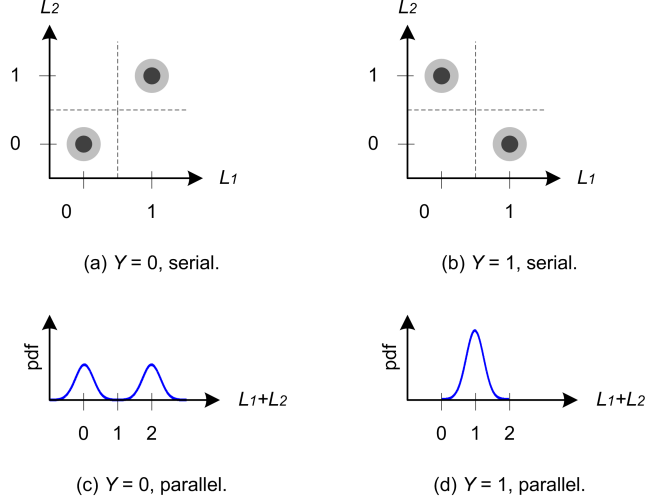 L2
1
0
L1
0 1
(a) Y = 0, serial.
L2
1
0
L1
0 1
(b) Y = 1, serial.
pdf
L1+L2
0 1 2
(c) Y = 0, parallel.
pdf
L1+L2
0 1 2
(d) Y = 1, parallel.